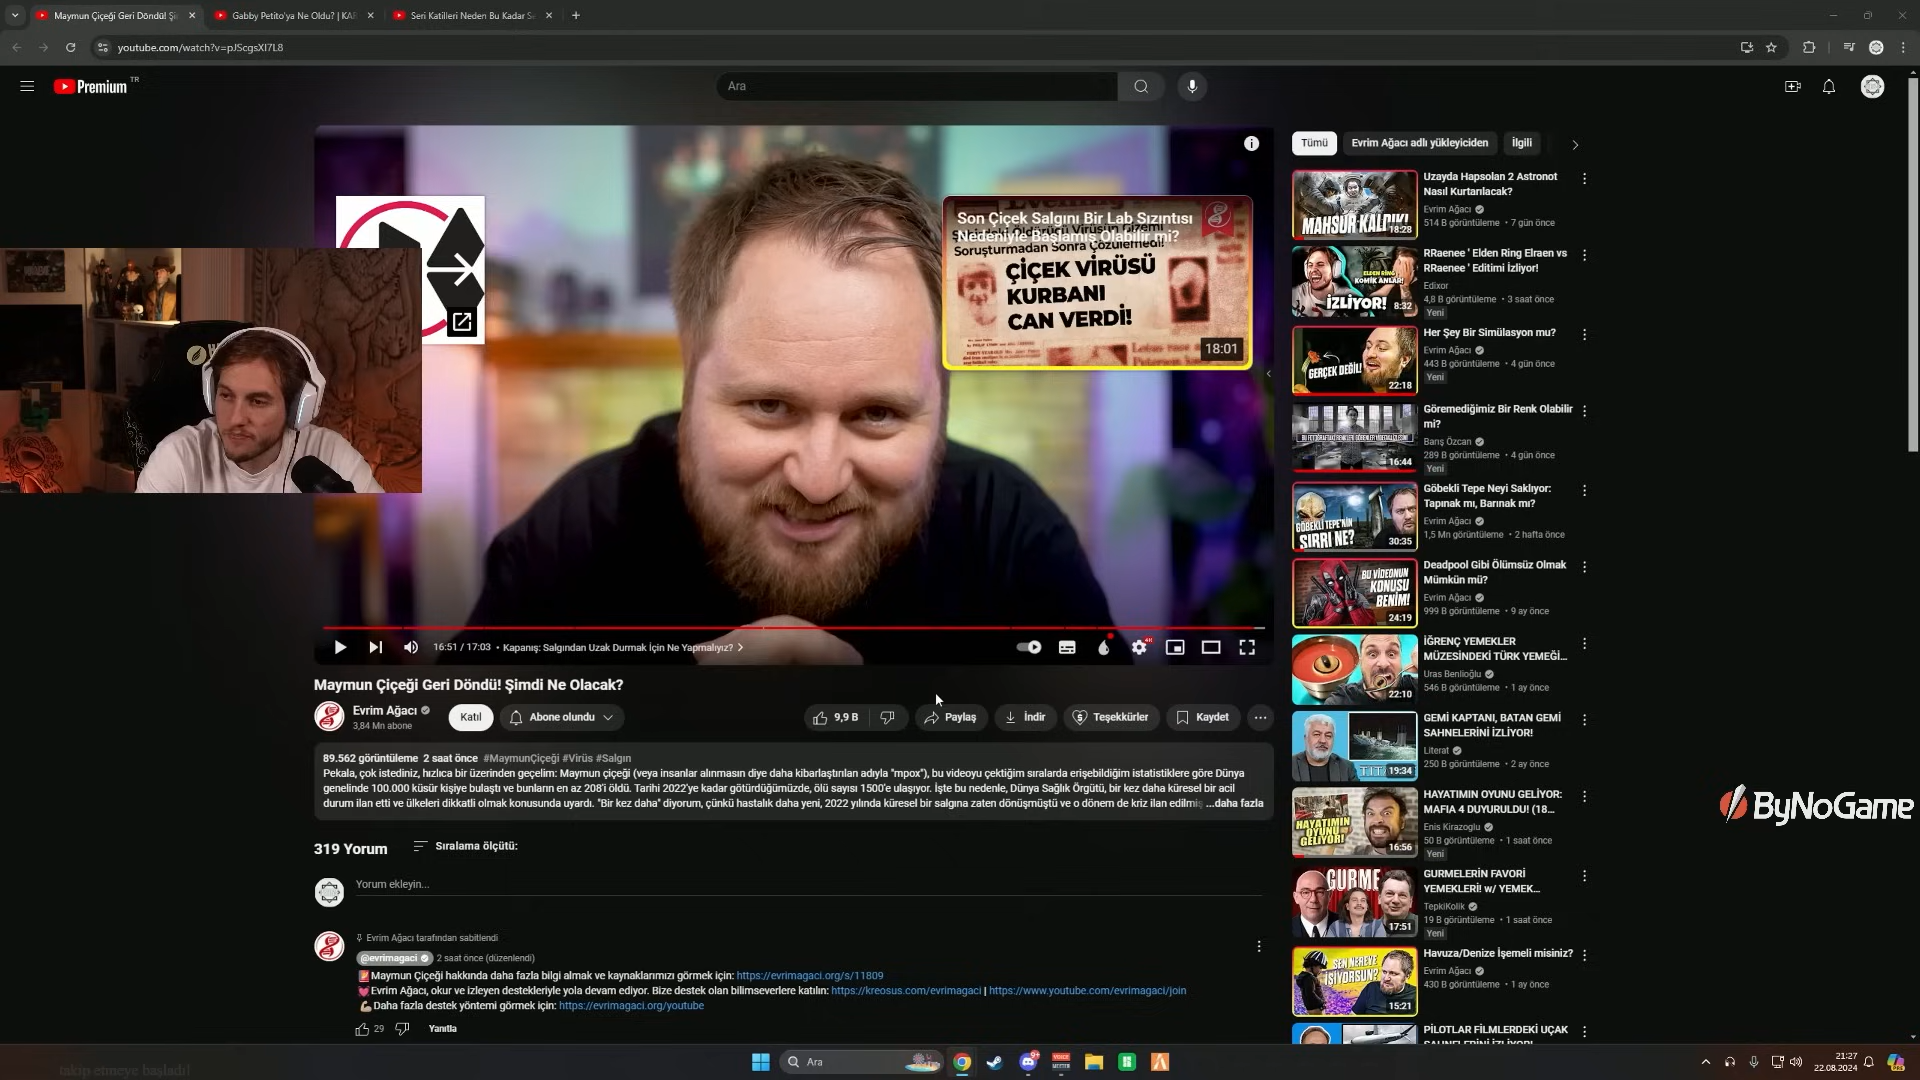 Maymun Çiçeği Geri Döndü! Şi
Gabby Petito'ya Ne Oldu? | KA
Seri Katilleri Neden Bu Kadar S
youtube.com/watch?v=pJScgsXI7L8
Premium TR
Ara
Son Çiçek Salgını Bir Lab Sızıntısı
Nedeniyle Başlamış Olabilir mi?
Soruşturmadan Sonra Çözülemedi!
ÇİÇEK VİRÜSÜ
KURBANI
CAN VERDİ!
18:01
16:51 / 17:03 • Kapanış: Salgından Uzak Durmak İçin Ne Yapmalıyız?
Maymun Çiçeği Geri Döndü! Şimdi Ne Olacak?
Evrim Ağacı
3,84 Mn abone
Katıl
Abone olundu
9,9 B
Paylaş
İndir
Teşekkürler
Kaydet
89.562 görüntüleme 2 saat önce #MaymunÇiçeği #Virüs #Salgın
Pekala, çok istediniz, hızlıca bir üzerinden geçelim: Maymun çiçeği (veya insanlar alınmasın diye daha kibarlaştırılan adıyla "mpox"), bu videoyu çektiğim sıralarda erişebildiğim istatistiklere göre Dünya
genelinde 100.000 küsür kişiye bulaştı ve bunların en az 208'i öldü. Tarihi 2022'ye kadar götürdüğümüzde, ölü sayısı 1500'e ulaşıyor. İşte bu nedenle, Dünya Sağlık Örgütü, bir kez daha küresel bir acil
durum ilan etti ve ülkeleri dikkatli olmak konusunda uyardı. "Bir kez daha" diyorum, çünkü hastalık daha yeni, 2022 yılında küresel bir salgına zaten dönüşmüştü ve o dönem de kriz ilan edilmiş ...daha fazla
319 Yorum
Sıralama ölçütü:
Yorum ekleyin...
Evrim Ağacı tarafından sabitlendi
@evrimagaci 2 saat önce (düzenlendi)
Maymun Çiçeği hakkında daha fazla bilgi almak ve kaynaklarımızı görmek için: https://evrimagaci.org/s/11809
Evrim Ağacı, okur ve izleyen destekleriyle yola devam ediyor. Bize destek olan bilimseverlere katılın: https://kreosus.com/evrimagaci | https://www.youtube.com/evrimagaci/join
Daha fazla destek yöntemi görmek için: https://evrimagaci.org/youtube
29
Yanıtla
Tümü
Evrim Ağacı adlı yükleyiciden
İlgili
MAHSUR KALDIK!
18:28
Uzayda Hapsolan 2 Astronot
Nasıl Kurtarılacak?
Evrim Ağacı
514 B görüntüleme • 7 gün önce
ELDEN RING
KOMİK ANLAR!
İZLİYOR!
8:32
RRaenee ' Elden Ring Elraen vs
RRaenee ' Editimi İzliyor!
Edixor
4,8 B görüntüleme • 3 saat önce
Yeni
GERÇEK DEĞİL!
22:18
Her Şey Bir Simülasyon mu?
Evrim Ağacı
443 B görüntüleme • 4 gün önce
Yeni
16:44
Göremediğimiz Bir Renk Olabilir
mi?
Barış Özcan
289 B görüntüleme • 4 gün önce
Yeni
GÖBEKLİ TEPE'NİN
SIRRI NE?
30:35
Göbekli Tepe Neyi Saklıyor:
Tapınak mı, Barınak mı?
Evrim Ağacı
1,5 Mn görüntüleme • 2 hafta önce
BU VİDEONUN
KONUSU
BENİM!
24:19
Deadpool Gibi Ölümsüz Olmak
Mümkün mü?
Evrim Ağacı
999 B görüntüleme • 9 ay önce
22:10
İĞRENÇ YEMEKLER
MÜZESİNDEKİ TÜRK YEMEĞİ...
Uras Benlioğlu
546 B görüntüleme • 1 ay önce
19:34
GEMİ KAPTANI, BATAN GEMİ
SAHNELERİNİ İZLİYOR!
Literat
250 B görüntüleme • 2 ay önce
HAYATIMIN
OYUNU
GELİYOR!
16:56
HAYATIMIN OYUNU GELİYOR:
MAFIA 4 DUYURULDU! (18...
Enis Kirazoglu
50 B görüntüleme • 1 saat önce
Yeni
GURME
17:51
GURMELERİN FAVORİ
YEMEKLERİ! w/ YEMEK...
TepkiKolik
19 B görüntüleme • 1 saat önce
Yeni
SEN NEREYE
İŞİYORSUN?
15:21
Havuza/Denize İşemeli misiniz?
Evrim Ağacı
430 B görüntüleme • 1 ay önce
PİLOTLAR FİLMLERDEKİ UÇAK
ByNoGame
takip etmeye başladı!
Ara
21:27
22.08.2024